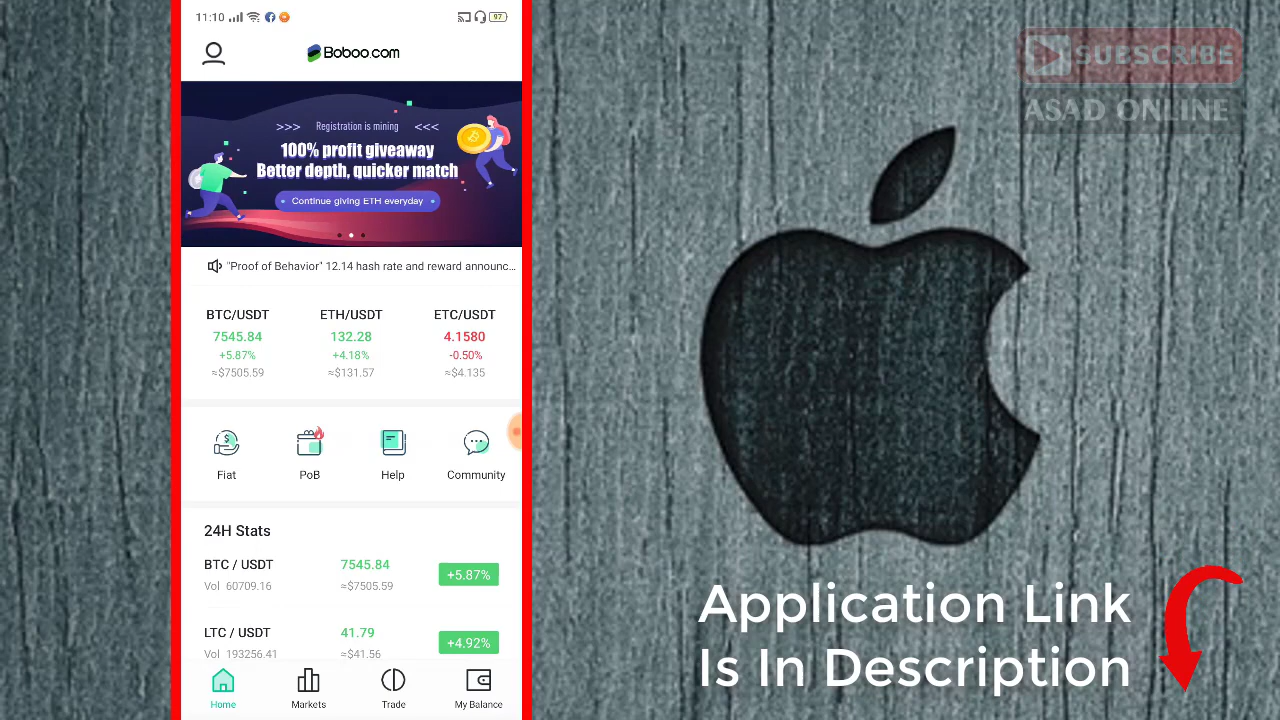 11:10
97
Boboo.com
>>> Registration is mining <<<
100% profit giveaway
Better depth, quicker match
Continue giving ETH everyday
"Proof of Behavior" 12.14 hash rate and reward announc...
BTC/USDT ETH/USDT ETC/USDT
7545.84 132.28 4.1580
+5.87% +4.18% -0.50%
≈$7505.59 ≈$131.57 ≈$4.135
Fiat PoB Help Community
24H Stats
BTC / USDT 7545.84 +5.87%
Vol 60709.16 ≈$7505.59
LTC / USDT 41.79 +4.92%
Vol 193256.41 ≈$41.56
Home Markets Trade My Balance
SUBSCRIBE
ASAD ONLINE
Application Link
Is In Description